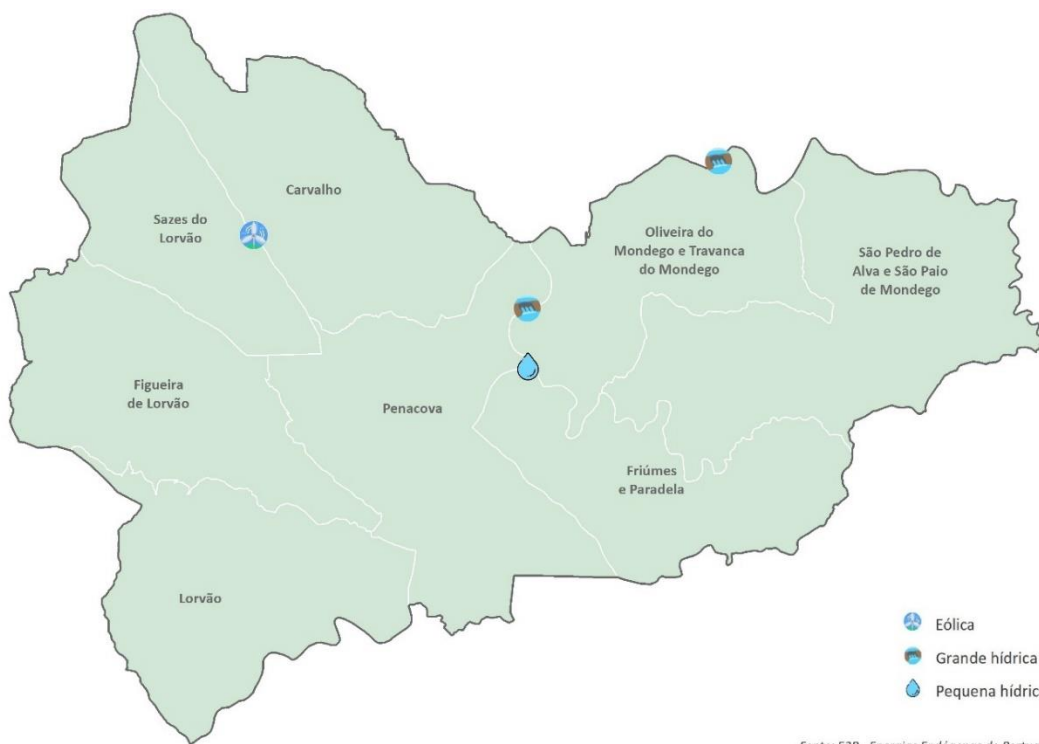 Carvalho
Sazes do
Lorvão
Oliveira do
Mondego e Travanca
do Mondego
São Pedro de
Alva e São Paio
de Mondego
Figueira
de Lorvão
Penacova
Friúmes
e Paradela
Lorvão
Eólica
Grande hídrica
Pequena hídric